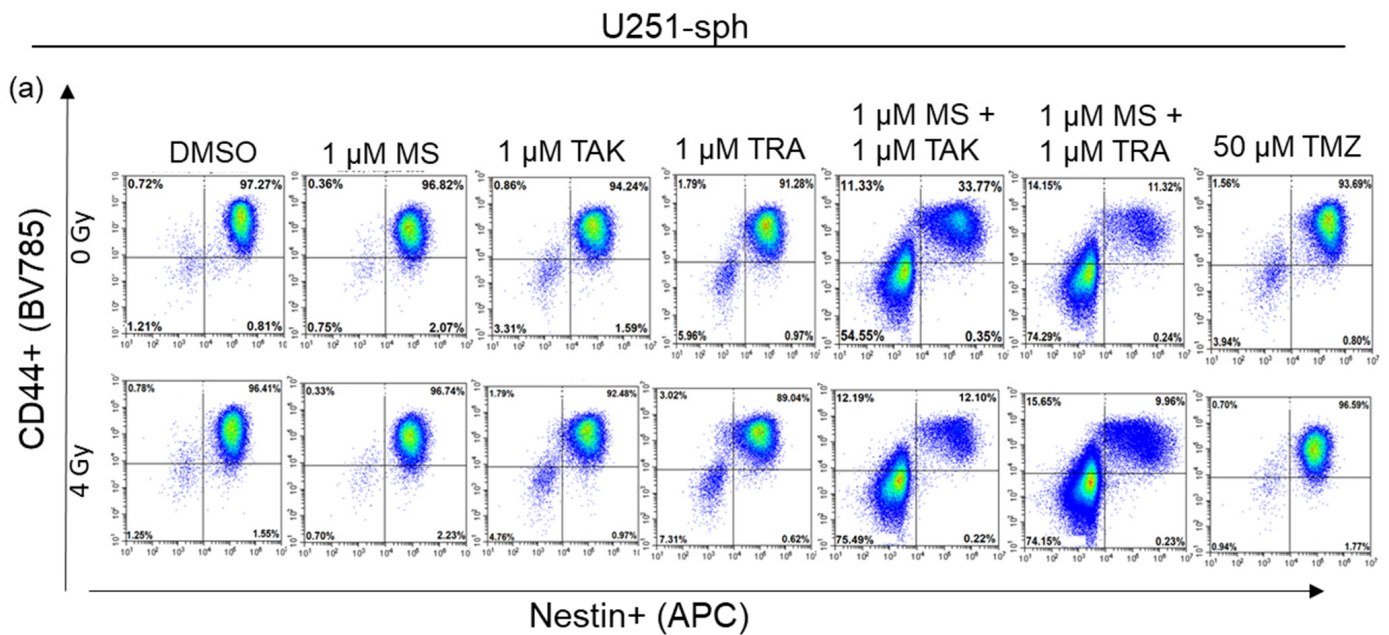 U251-sph
(a)
1 µM MS + 1 µM MS +
DMSO 1 µM MS 1 µM TAK 1 µM TRA 1 µM TAK 1 µM TRA 50 µM TMZ
CD44+ (BV785)
0 Gy
0.72% 97.27% 0.36% 96.82% 0.86% 94.24% 1.79% 91.28% 11.33% 33.77% 14.15% 11.32% 1.56% 93.69%
1.21% 0.81% 0.75% 2.07% 3.31% 1.59% 5.96% 0.97% 54.55% 0.35% 74.29% 0.24% 3.94% 0.80%
4 Gy
0.78% 96.41% 0.33% 96.74% 1.79% 92.48% 3.02% 89.04% 12.19% 12.10% 15.65% 9.96% 0.70% 96.59%
1.25% 1.55% 0.70% 2.23% 4.76% 0.97% 7.31% 0.62% 75.49% 0.22% 74.15% 0.23% 0.94% 1.77%
Nestin+ (APC)